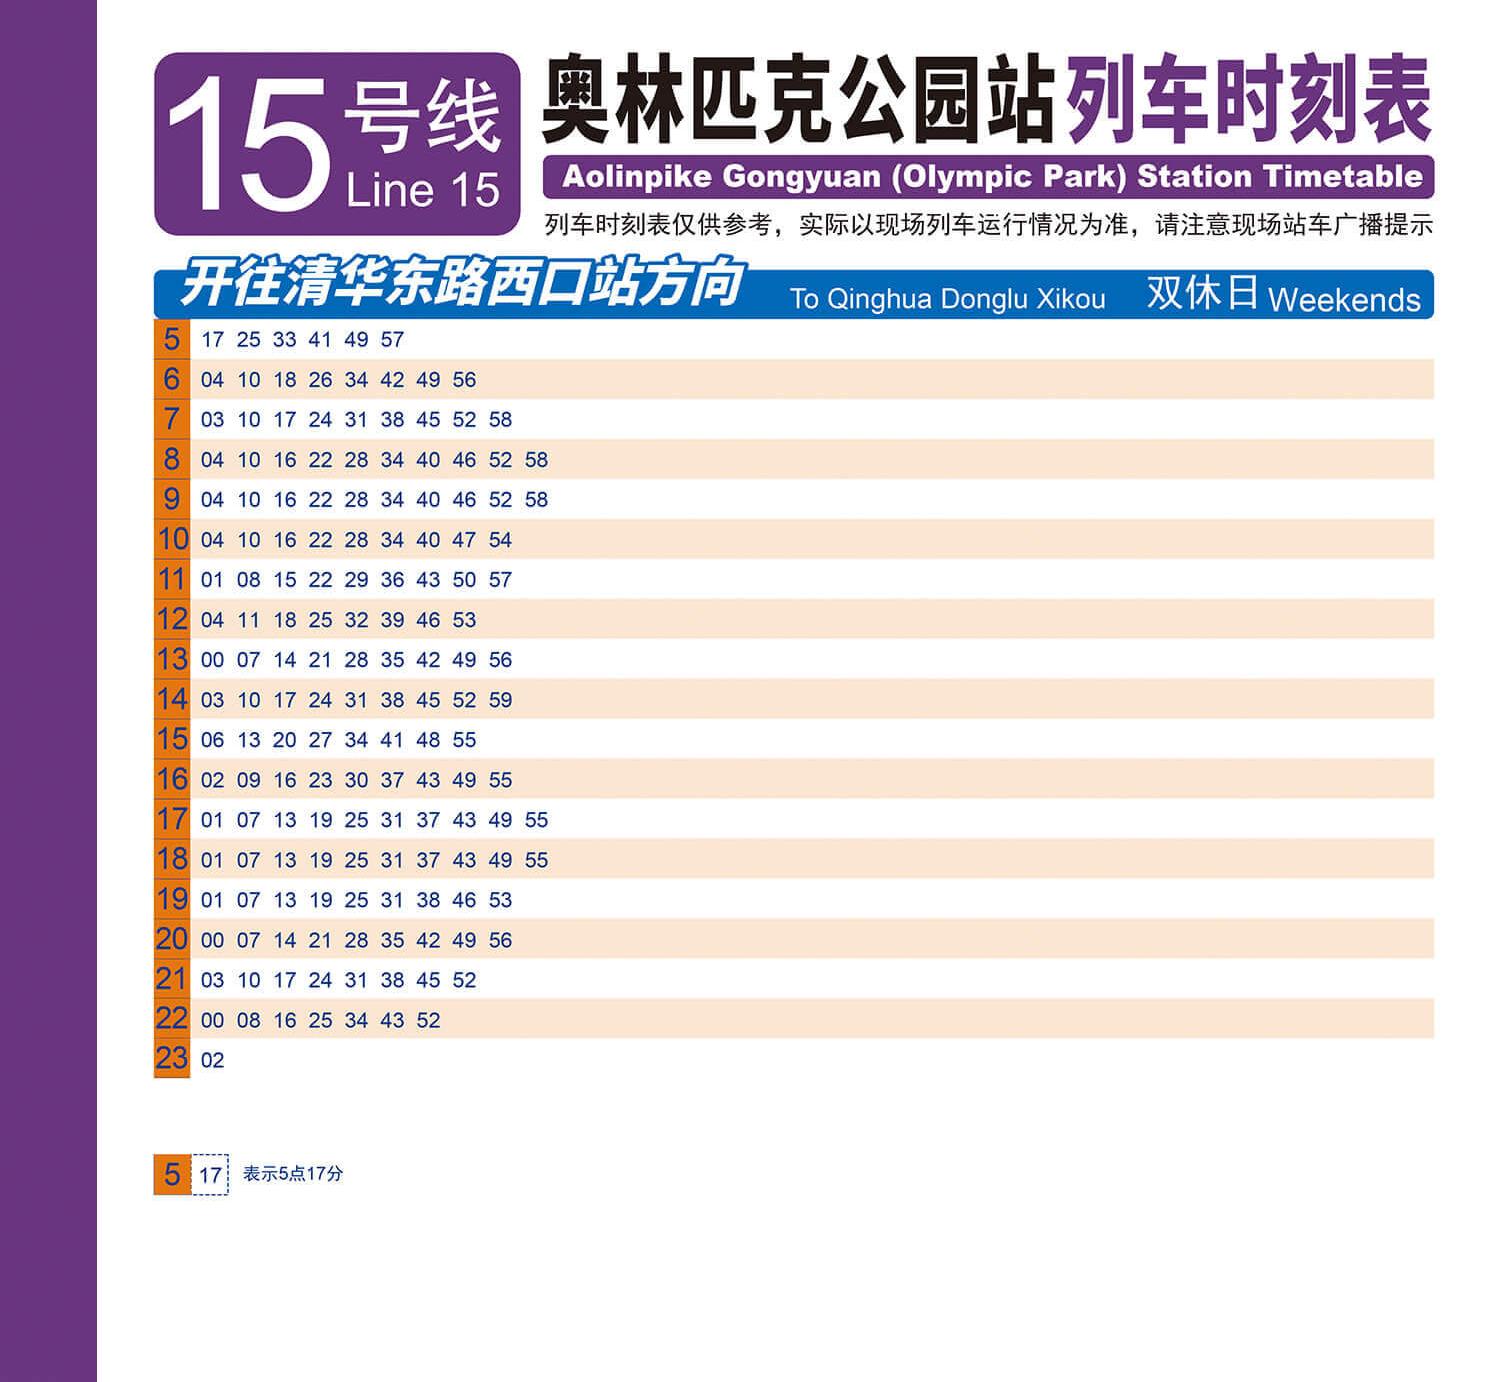 15号线
Line 15
奥林匹克公园站列车时刻表
Aolinpike Gongyuan (Olympic Park) Station Timetable
列车时刻表仅供参考，实际以现场列车运行情况为准，请注意现场站车广播提示
开往清华东路西口站方向 To Qinghua Donglu Xikou 双休日 Weekends
5 17 25 33 41 49 57
6 04 10 18 26 34 42 49 56
7 03 10 17 24 31 38 45 52 58
8 04 10 16 22 28 34 40 46 52 58
9 04 10 16 22 28 34 40 46 52 58
10 04 10 16 22 28 34 40 47 54
11 01 08 15 22 29 36 43 50 57
12 04 11 18 25 32 39 46 53
13 00 07 14 21 28 35 42 49 56
14 03 10 17 24 31 38 45 52 59
15 06 13 20 27 34 41 48 55
16 02 09 16 23 30 37 43 49 55
17 01 07 13 19 25 31 37 43 49 55
18 01 07 13 19 25 31 37 43 49 55
19 01 07 13 19 25 31 38 46 53
20 00 07 14 21 28 35 42 49 56
21 03 10 17 24 31 38 45 52
22 00 08 16 25 34 43 52
23 02
5 17 表示5点17分